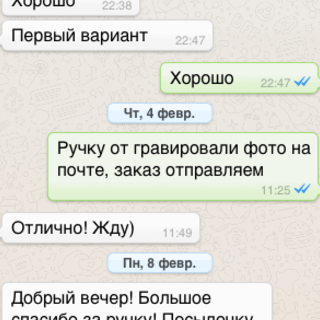 Хорошо
22:38
Первый вариант
22:47
Хорошо
22:47
Чт, 4 февр.
Ручку от гравировали фото на
почте, заказ отправляем
11:25
Отлично! Жду)
11:49
Пн, 8 февр.
Добрый вечер! Большое
спасибо за ручку! Посылочку